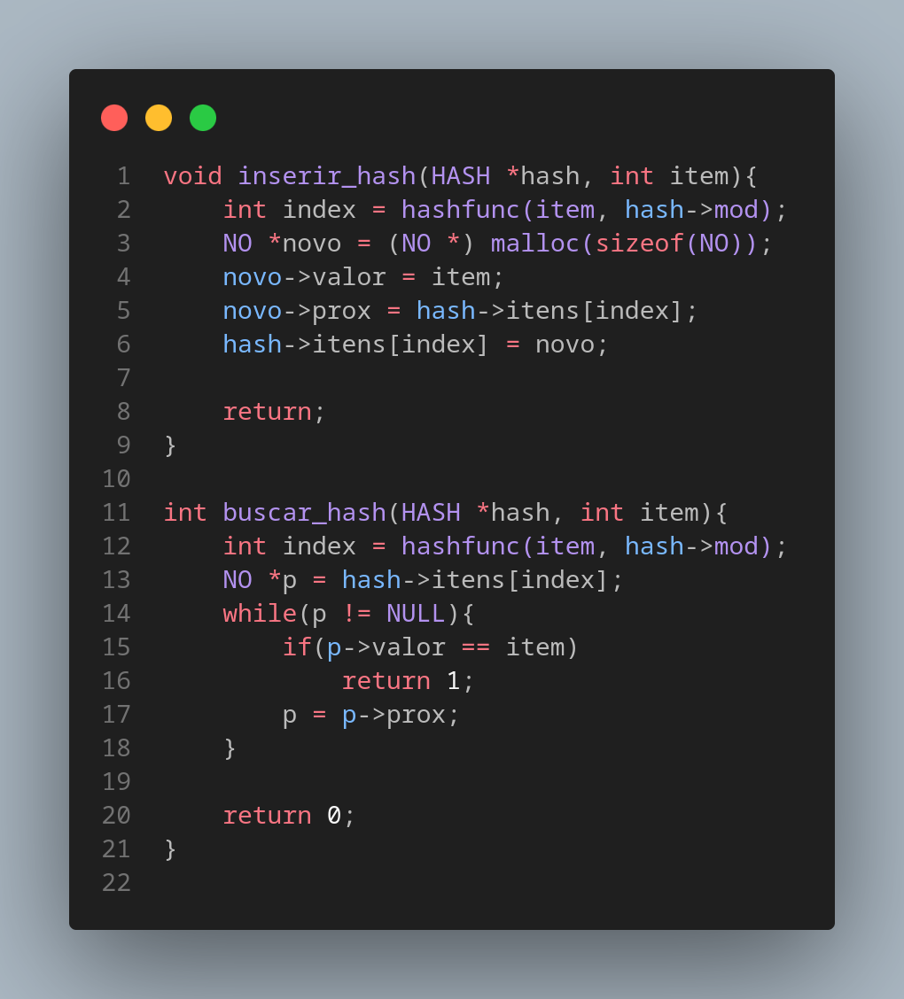 1 void inserir_hash(HASH *hash, int item){
2     int index = hashfunc(item, hash->mod);
3     NO *novo = (NO *) malloc(sizeof(NO));
4     novo->valor = item;
5     novo->prox = hash->itens[index];
6     hash->itens[index] = novo;
7
8     return;
9 }
10
11 int buscar_hash(HASH *hash, int item){
12     int index = hashfunc(item, hash->mod);
13     NO *p = hash->itens[index];
14     while(p != NULL){
15         if(p->valor == item)
16             return 1;
17         p = p->prox;
18     }
19
20     return 0;
21 }
22